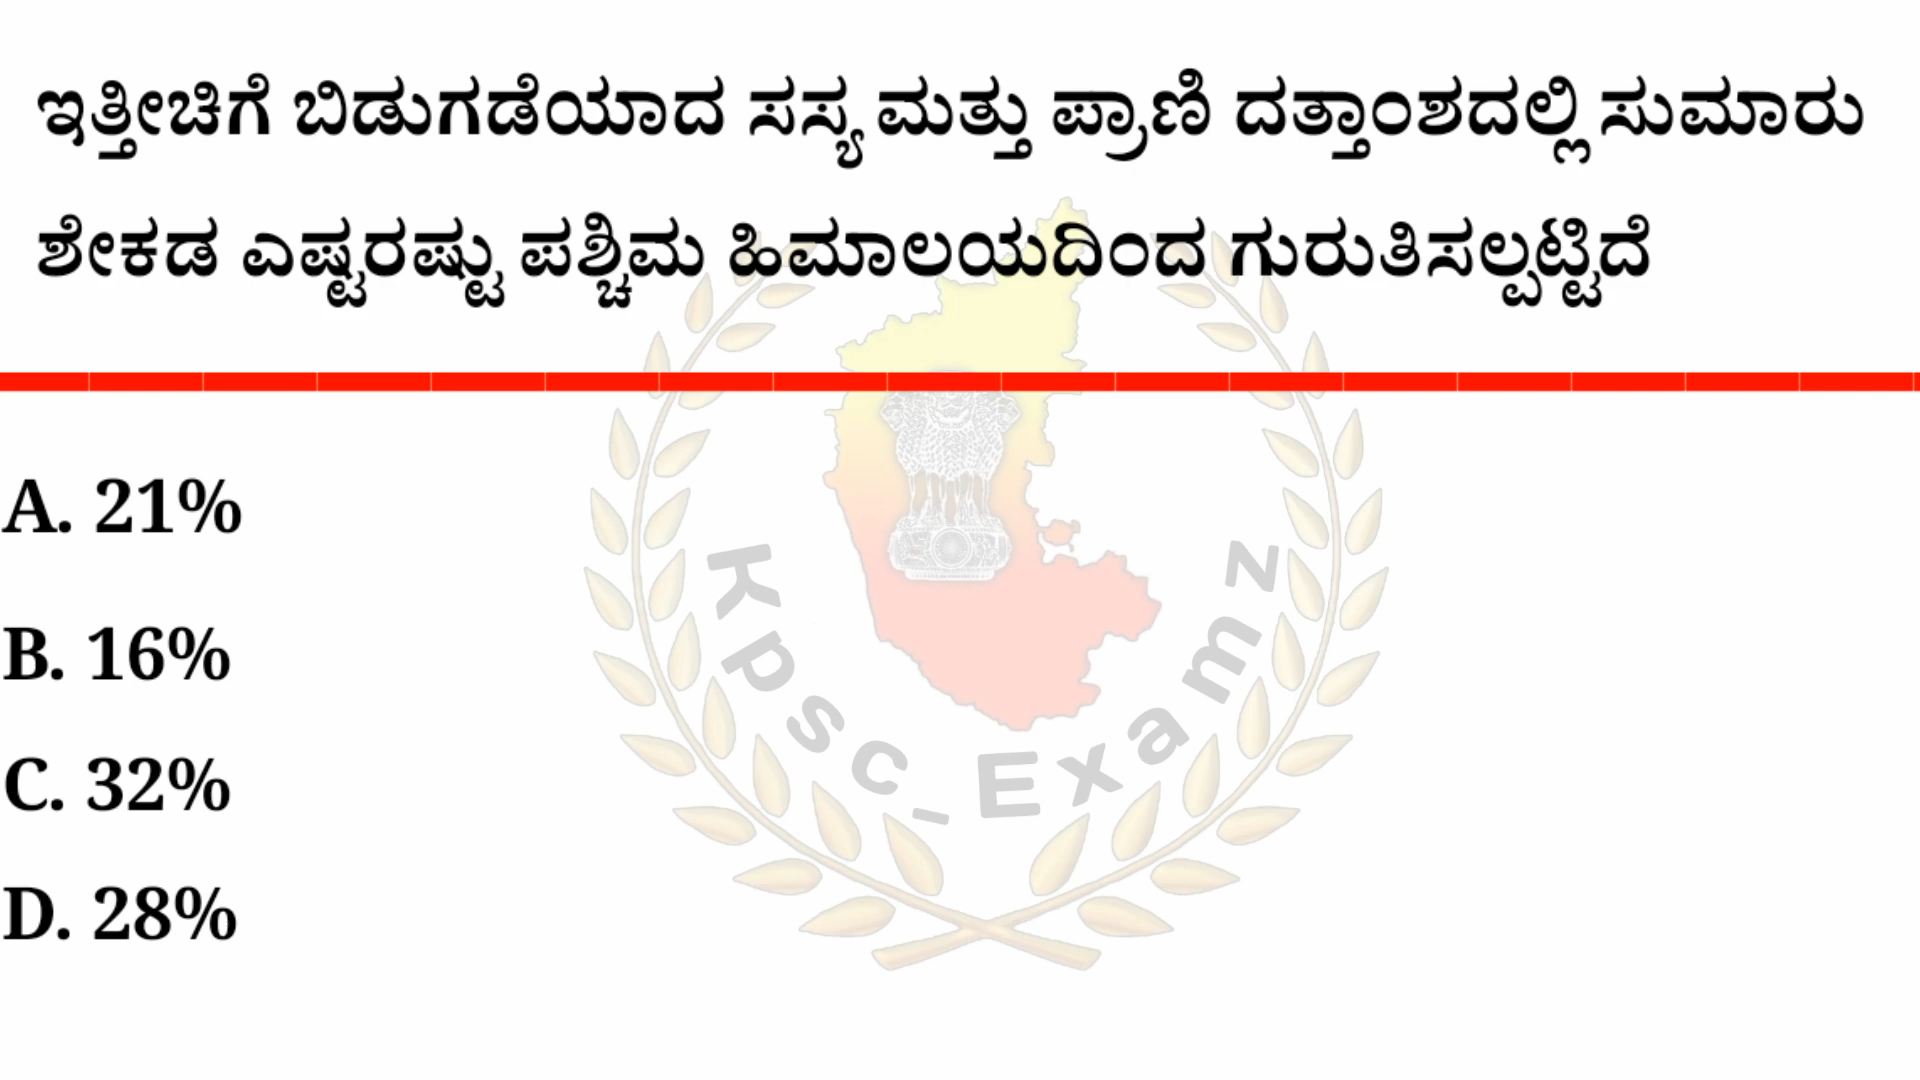 ಇತ್ತೀಚಿಗೆ ಬಿಡುಗಡೆಯಾದ ಸಸ್ಯ ಮತ್ತು ಪ್ರಾಣಿ ದತ್ತಾಂಶದಲ್ಲಿ ಸುಮಾರು
ಶೇಕಡ ಎಷ್ಟರಷ್ಟು ಪಶ್ಚಿಮ ಹಿಮಾಲಯದಿಂದ ಗುರುತಿಸಲ್ಪಟ್ಟಿದೆ
A. 21%
B. 16%
C. 32%
D. 28%
Kpsc_Examz